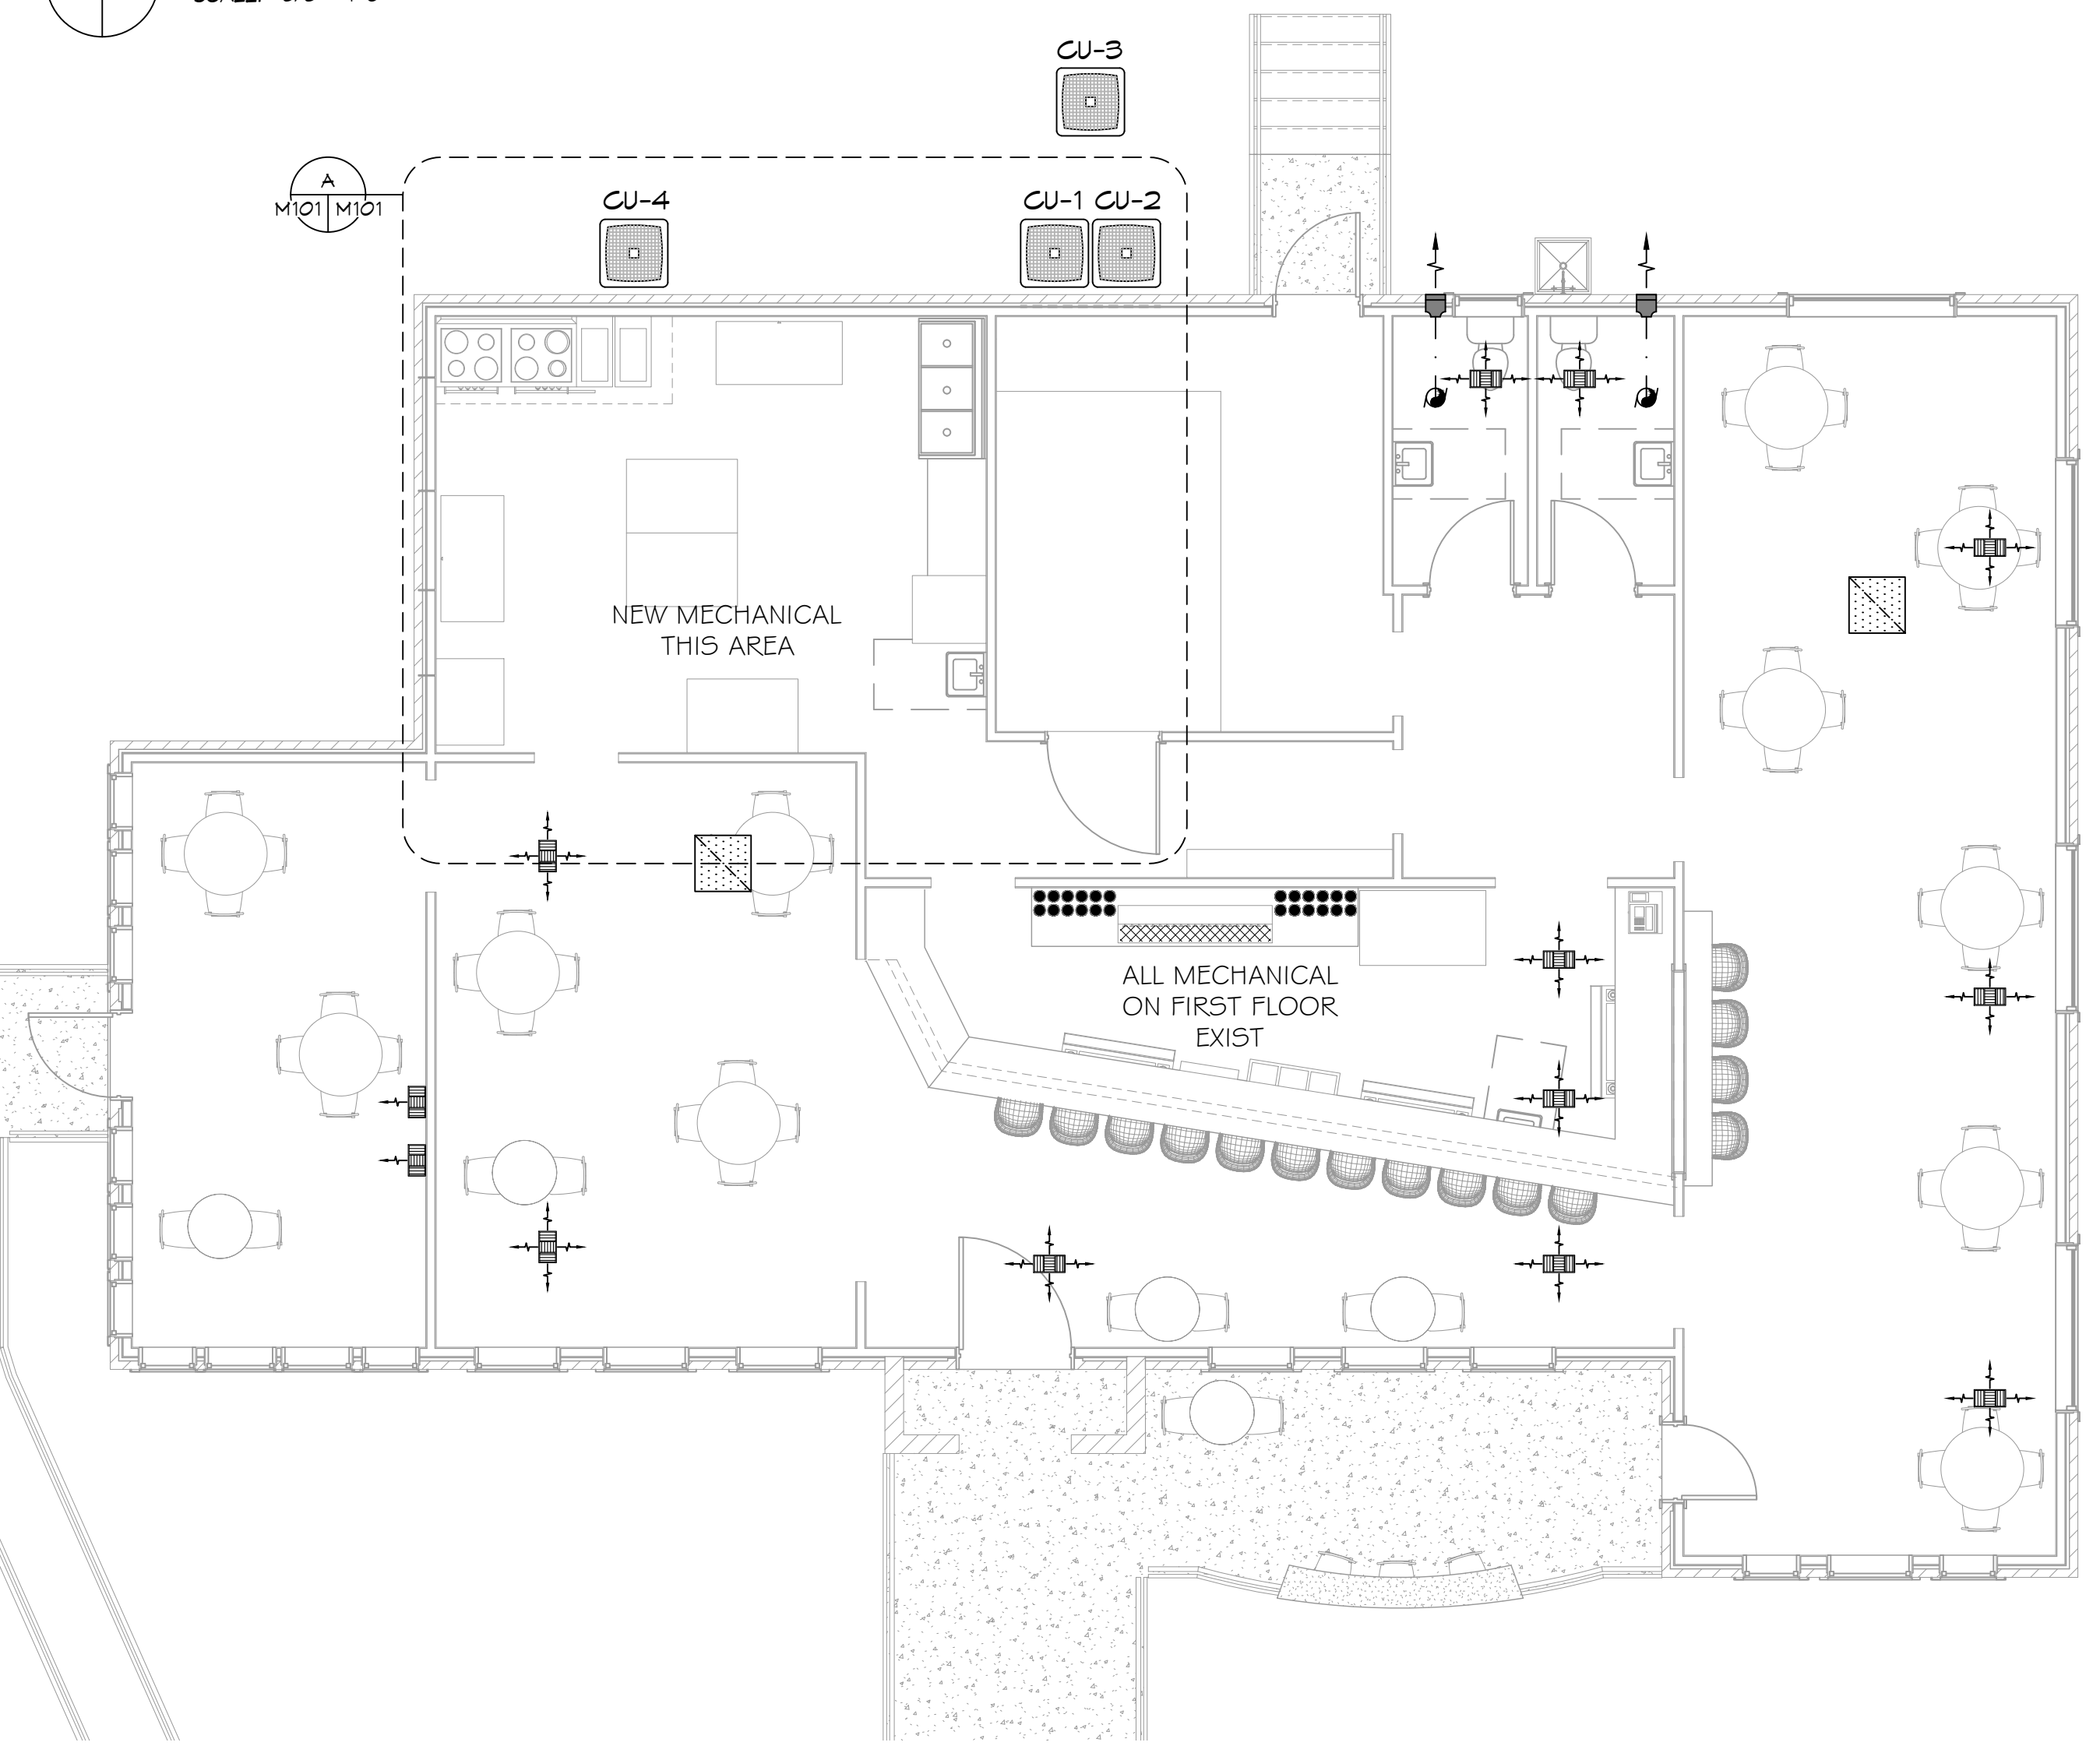 CU-3
A
M101 M101
CU-4
CU-1 CU-2
NEW MECHANICAL
THIS AREA
ALL MECHANICAL
ON FIRST FLOOR
EXIST